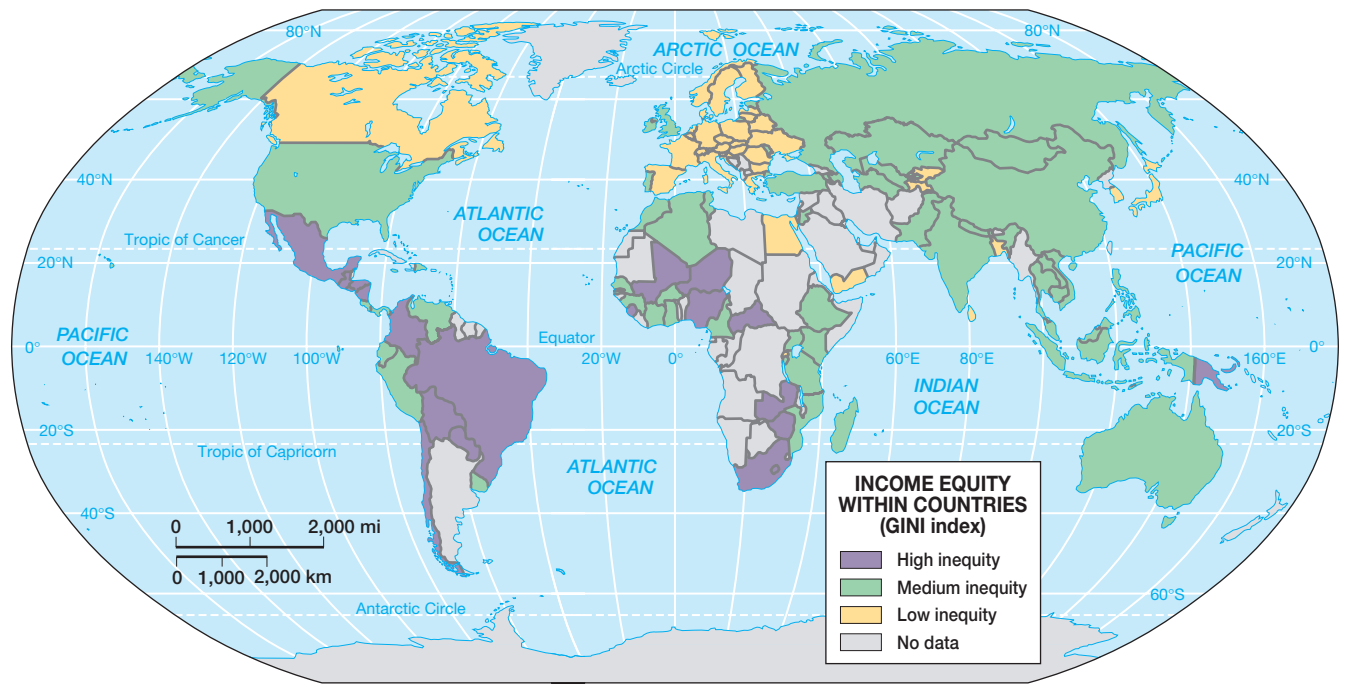 80°N
80°N
ARCTIC OCEAN
Arctic Circle
40°N
40°N
ATLANTIC
OCEAN
Tropic of Cancer
PACIFIC
OCEAN
20°N
20°N
PACIFIC
OCEAN
Equator
0°
140°W
120°W
100°W
20°W
0°
60°E
80°E
160°E
0°
INDIAN
OCEAN
20°S
20°S
Tropic of Capricorn
ATLANTIC
OCEAN
40°S
0
1,000
2,000 mi
0
1,000
2,000 km
Antarctic Circle
60°S
INCOME EQUITY
WITHIN COUNTRIES
(GINI index)
High inequity
Medium inequity
Low inequity
No data